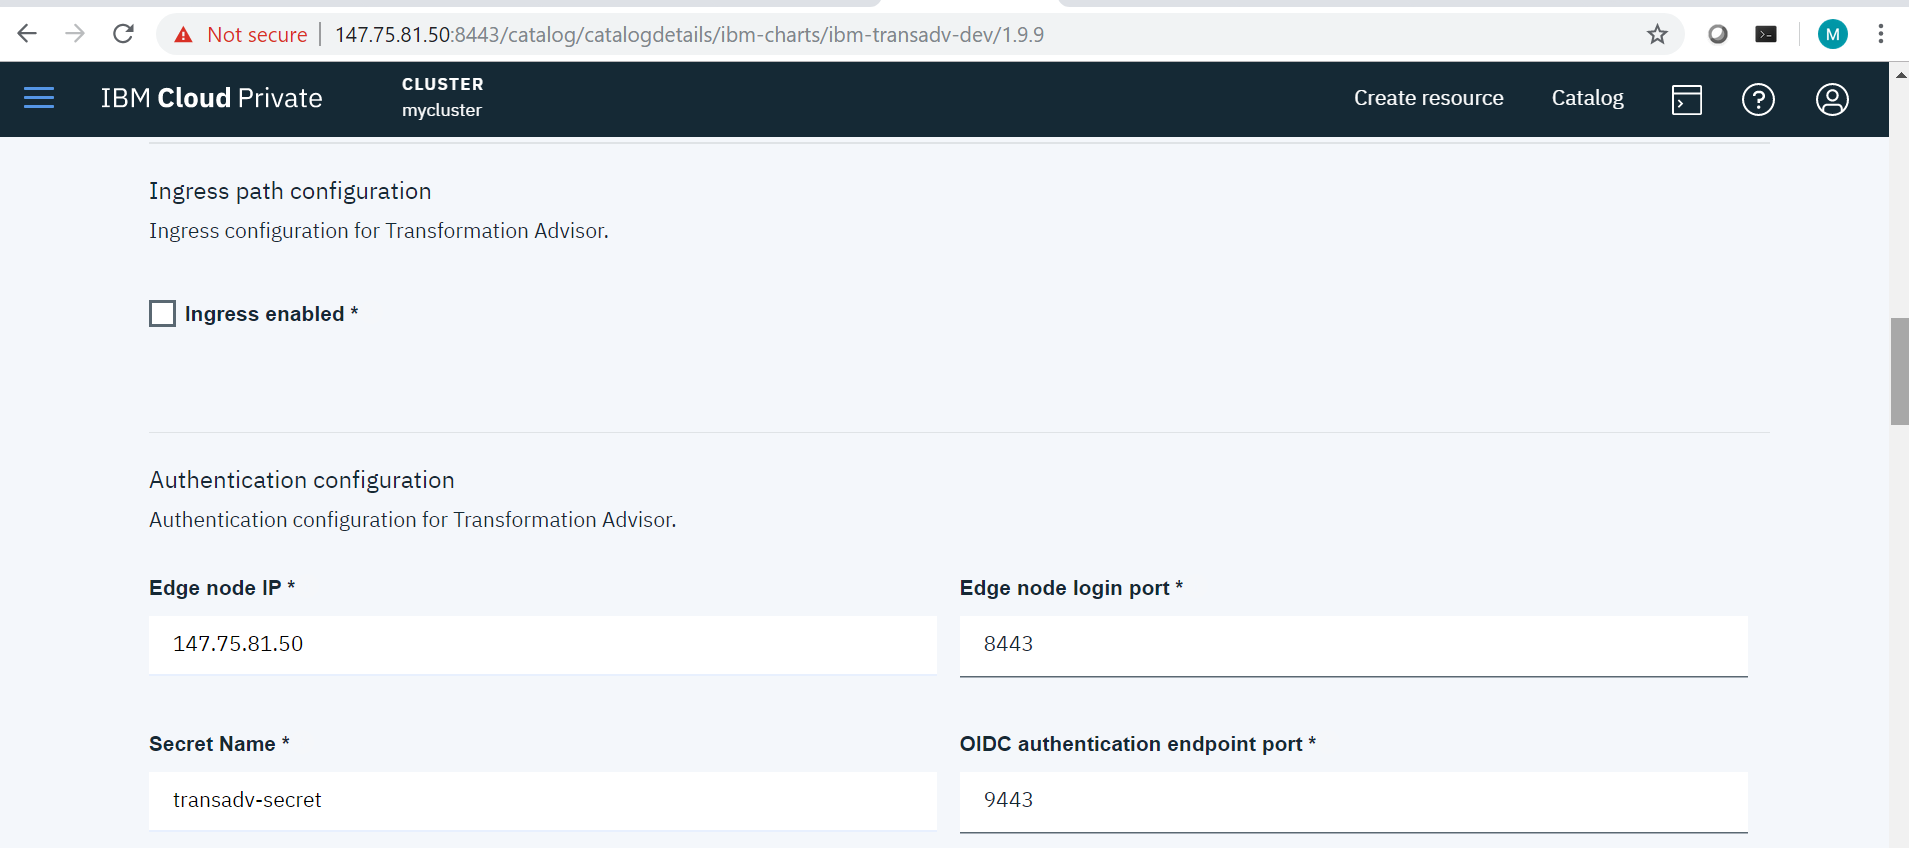 Not secure 147.75.81.50:8443/catalog/catalogdetails/ibm-charts/ibm-transadv-dev/1.9.9 M
IBM Cloud Private
CLUSTER
mycluster
Create resource Catalog
Ingress path configuration
Ingress configuration for Transformation Advisor.
Ingress enabled *
Authentication configuration
Authentication configuration for Transformation Advisor.
Edge node IP * Edge node login port *
147.75.81.50 8443
Secret Name * OIDC authentication endpoint port *
transadv-secret 9443